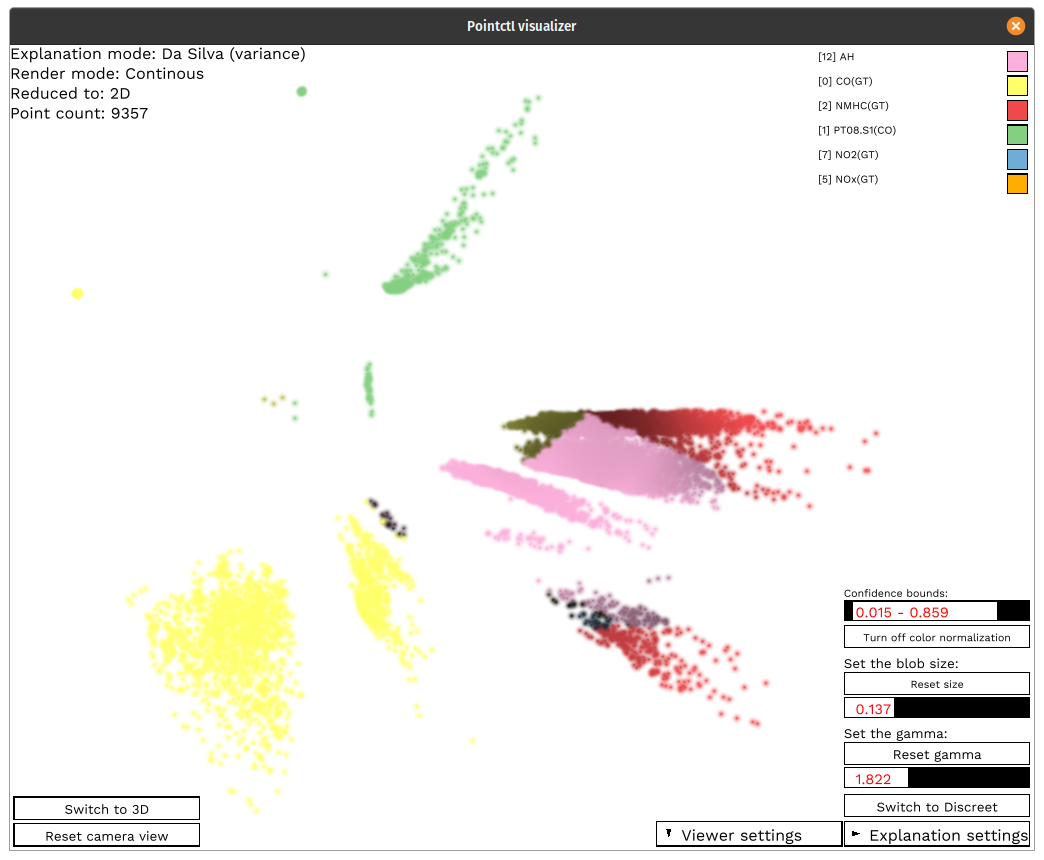 Pointctl visualizer
Explanation mode: Da Silva (variance)
Render mode: Continous
Reduced to: 2D
Point count: 9357
[12] AH
[0] CO(GT)
[2] NMHC(GT)
[1] PT08.S1(CO)
[7] NO2(GT)
[5] NOx(GT)
Confidence bounds:
0.015 - 0.859
Turn off color normalization
Set the blob size:
Reset size
0.137
Set the gamma:
Reset gamma
1.822
Switch to Discreet
Switch to 3D
Reset camera view
Viewer settings
Explanation settings